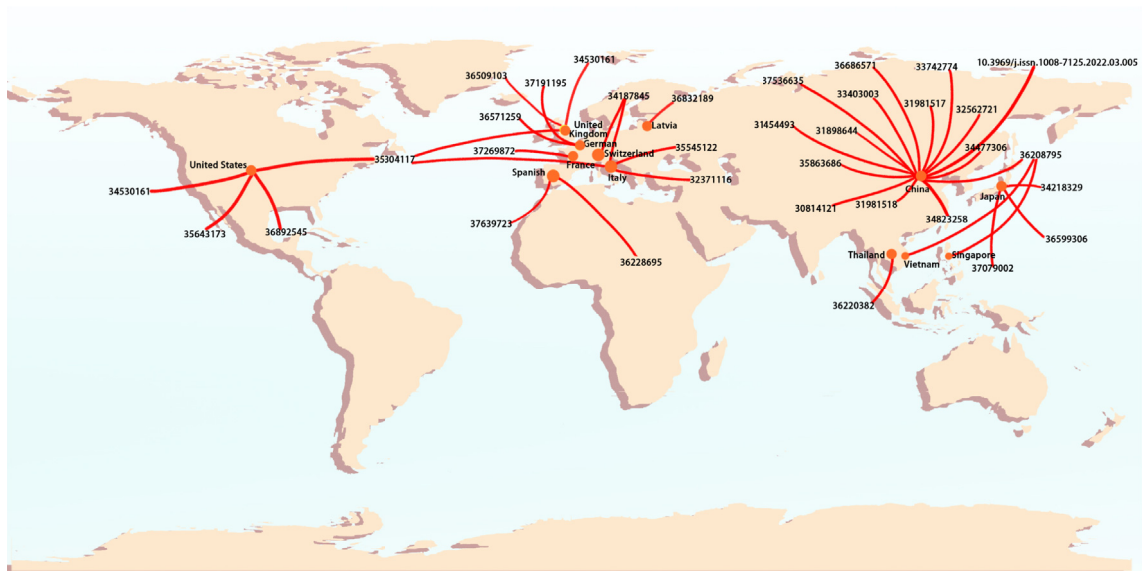 34530161
36686571
33742774
10.3969/j.issn.1008-7125.2022.03.005
36509103
37191195
37536635
33403003
36832189
34187845
31981517
32562721
36571259
United
Kingdom
Latvia
31454493
31898644
German
35304117
37269872
Switzerland
35545122
34477306
36208795
United States
France
35863686
Spanish
Italy
32371116
China
34218329
34530161
Japan
30814121
31981518
34823258
35643173
36892545
37639723
36599306
36228695
Thailand
Vietnam
Singapore
37079002
36220382